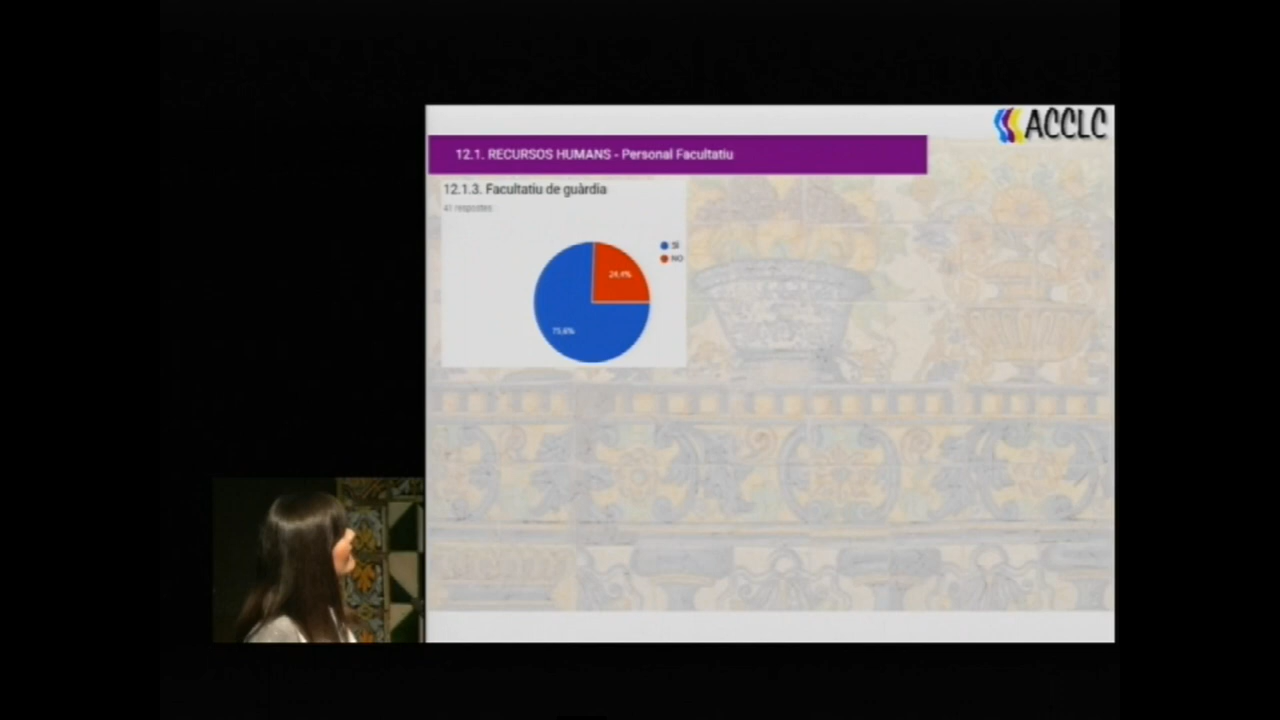 ACCLC
12.1. RECURSOS HUMANS - Personal Facultatiu
12.1.3. Facultatiu de guàrdia
41 respostes
SÍ
NO
24,4%
75,6%